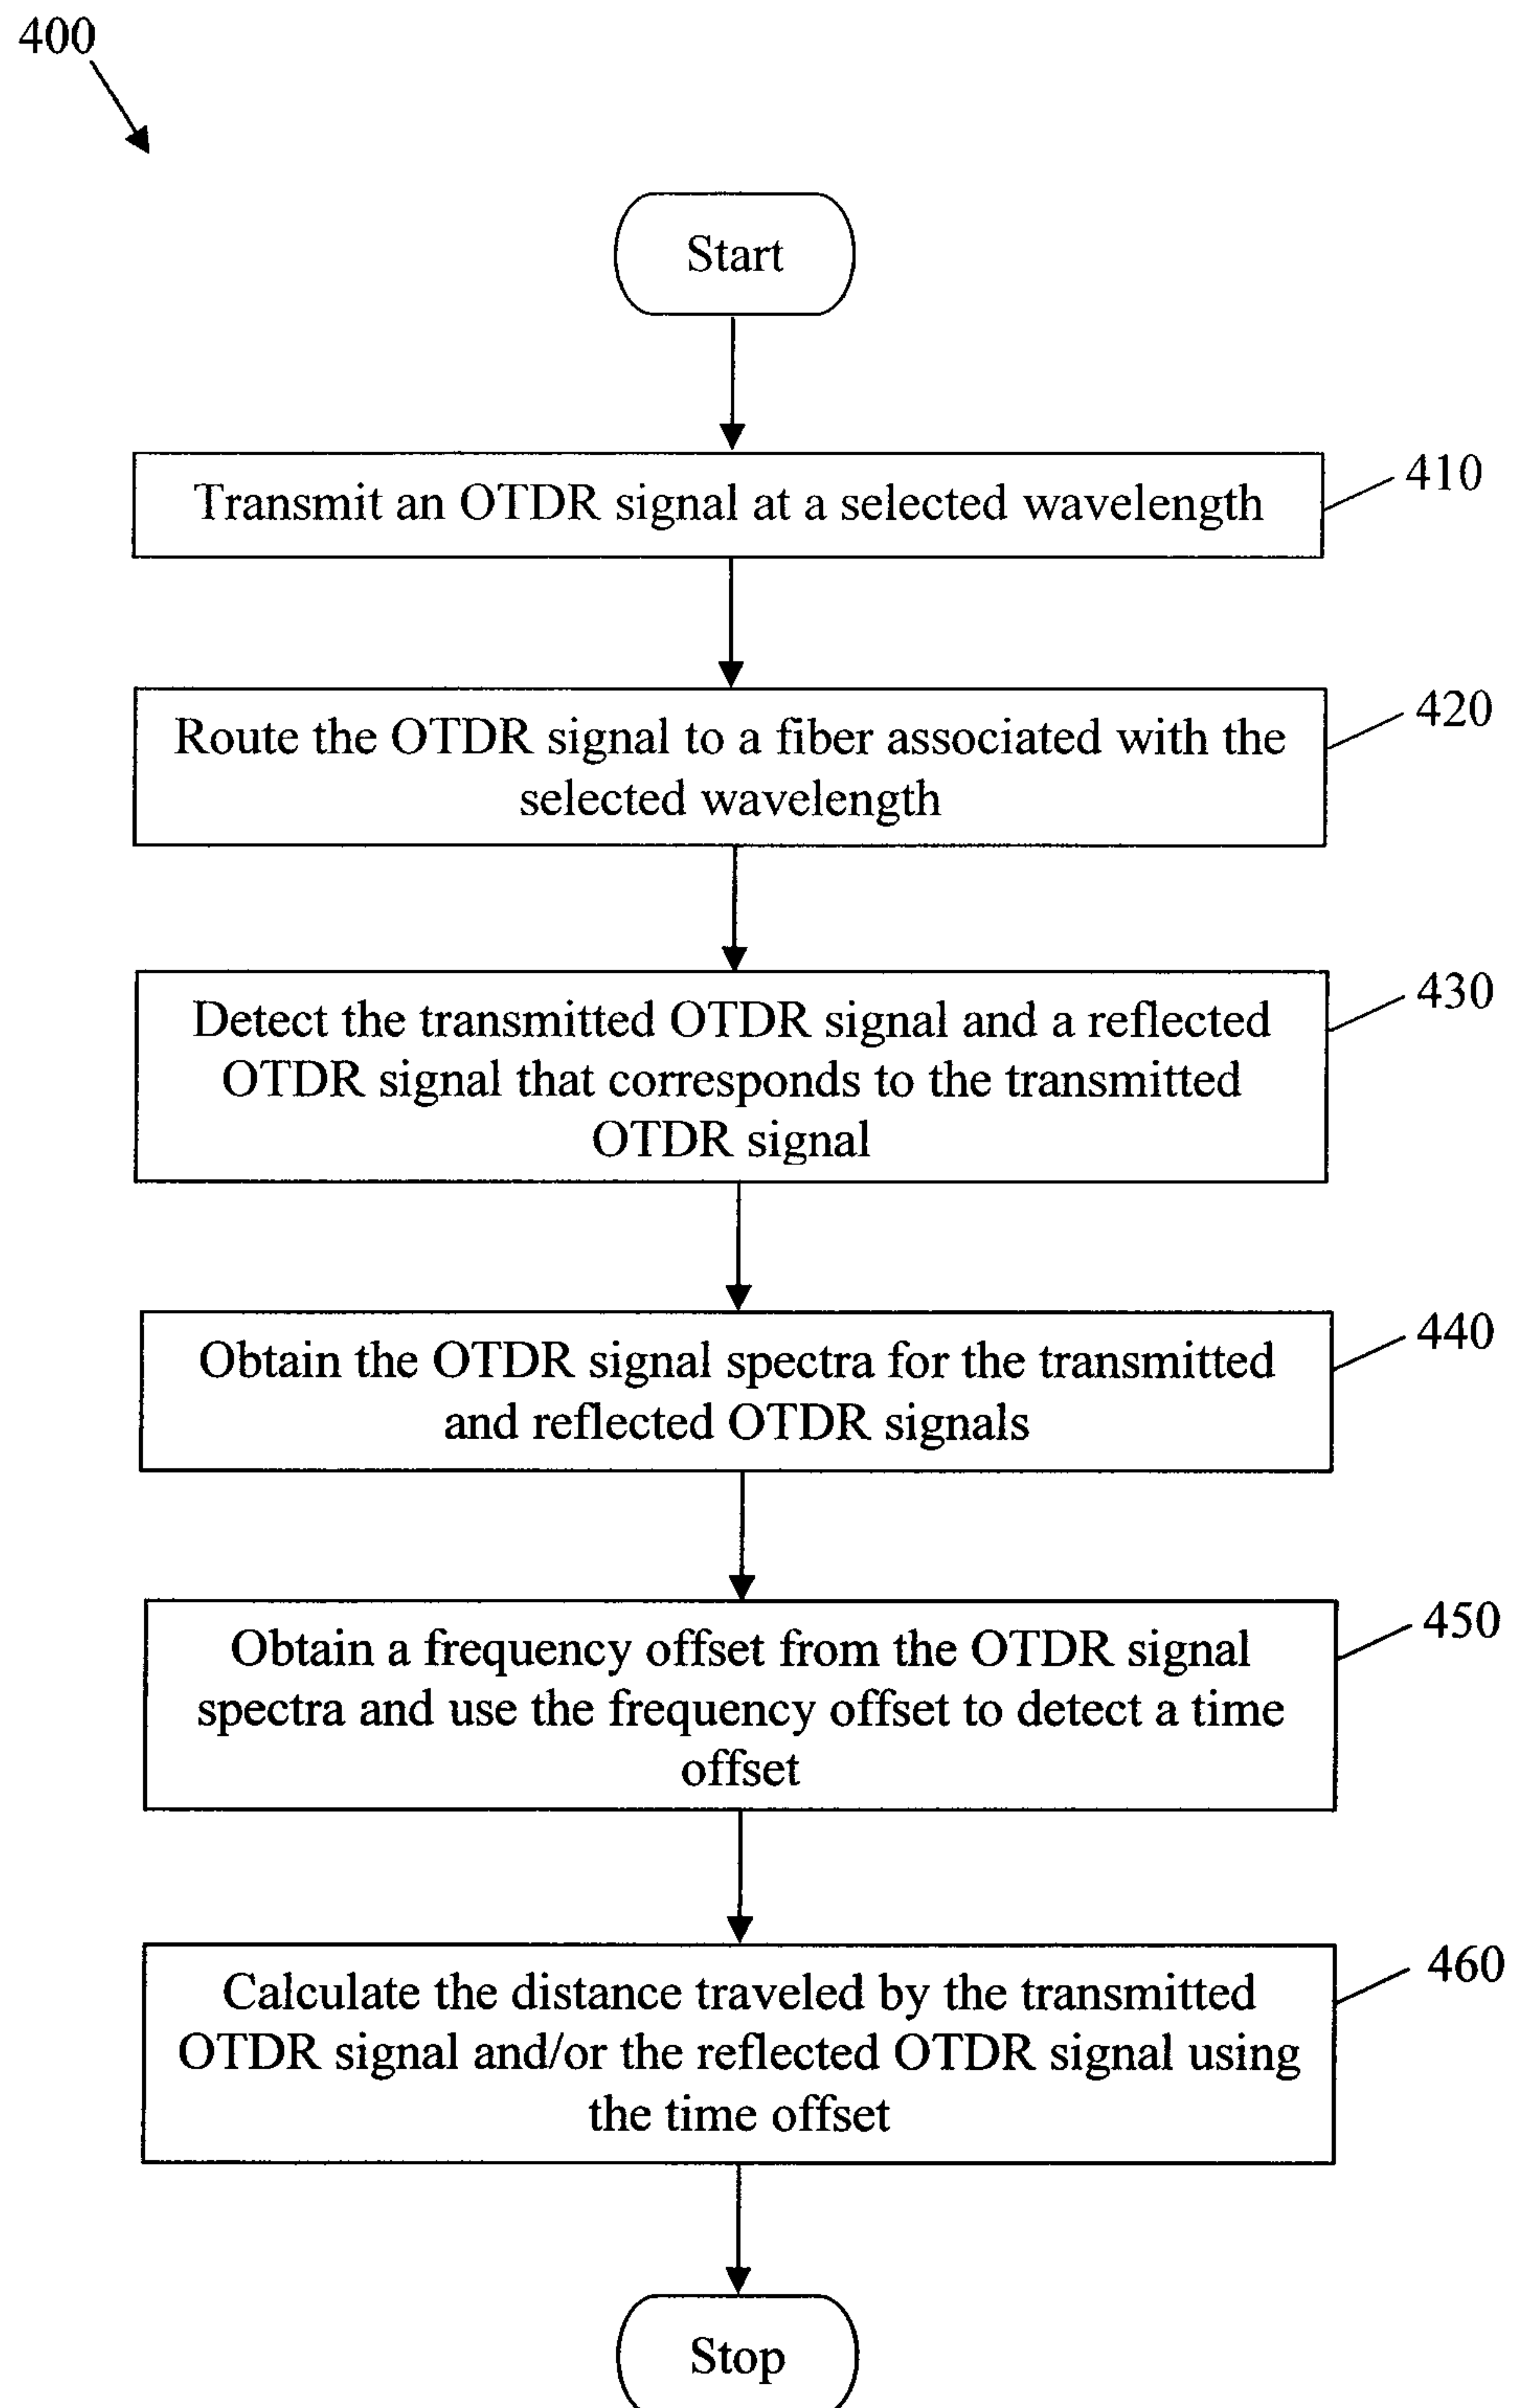 400
Start
Transmit an OTDR signal at a selected wavelength
410
Route the OTDR signal to a fiber associated with the
selected wavelength
420
Detect the transmitted OTDR signal and a reflected
OTDR signal that corresponds to the transmitted
OTDR signal
430
Obtain the OTDR signal spectra for the transmitted
and reflected OTDR signals
440
Obtain a frequency offset from the OTDR signal
spectra and use the frequency offset to detect a time
offset
450
Calculate the distance traveled by the transmitted
OTDR signal and/or the reflected OTDR signal using
the time offset
460
Stop